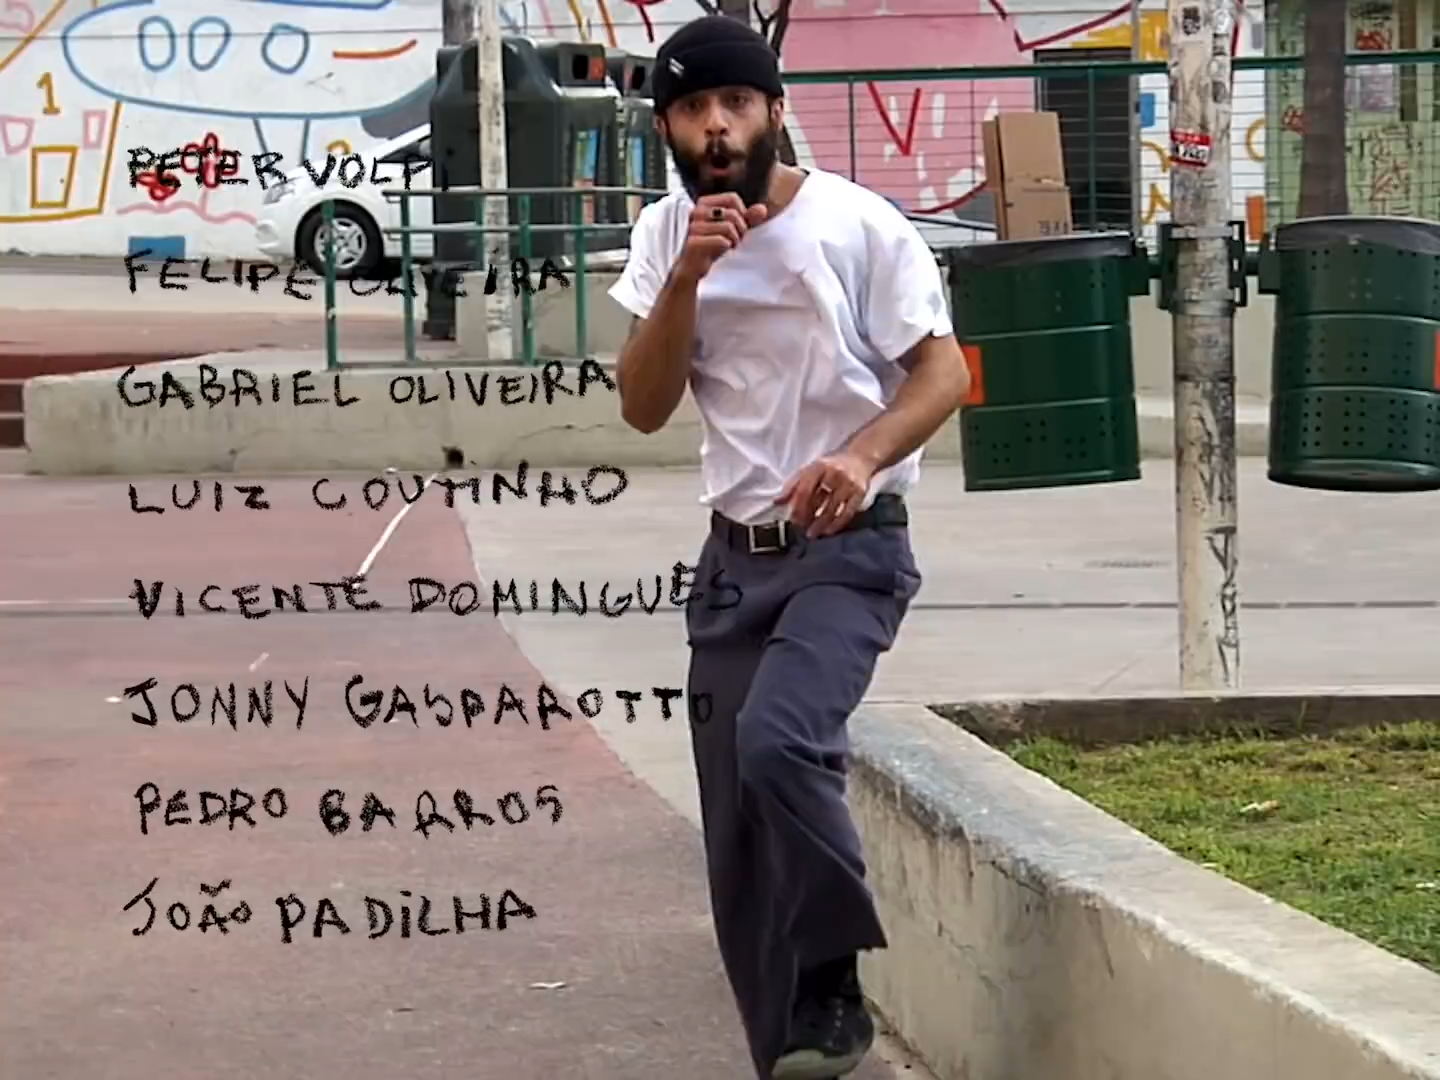 PETER VOLPI
FELIPE OLIVEIRA
GABRIEL OLIVEIRA
LUIZ COUTINHO
VICENTE DOMINGUES
JONNY GASPAROTTO
PEDRO BARROS
JOÃO PADILHA